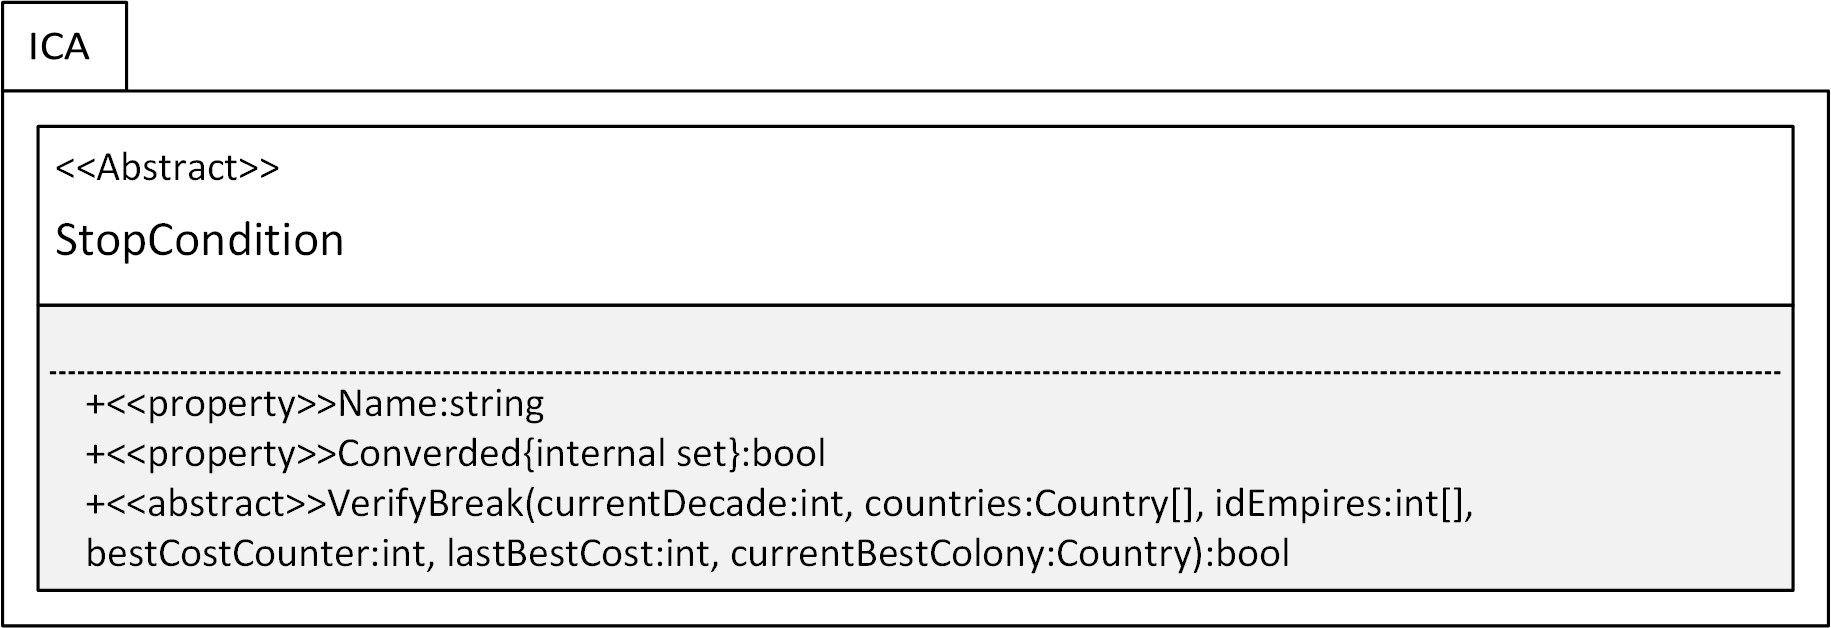 ICA
<<Abstract>>
StopCondition
+<<property>>Name:string
+<<property>>Converded{internal set}:bool
+<<abstract>>VerifyBreak(currentDecade:int, countries:Country[], idEmpires:int[],
bestCostCounter:int, lastBestCost:int, currentBestColony:Country):bool